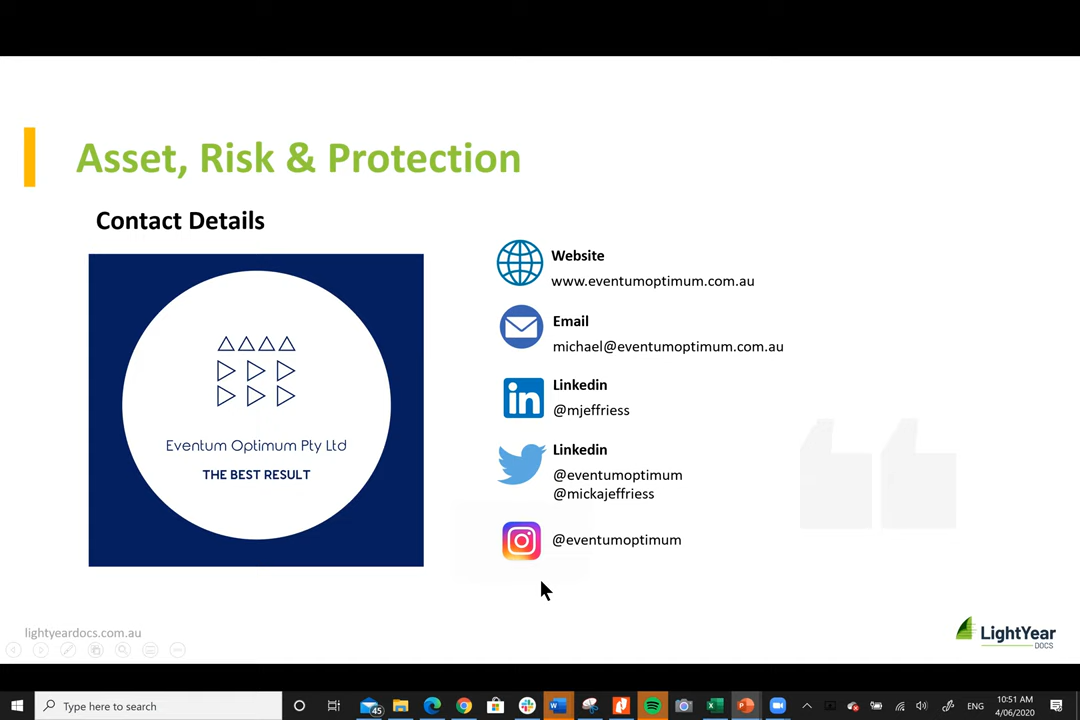 Asset, Risk & Protection
Contact Details
Eventum Optimum Pty Ltd
THE BEST RESULT
Website
www.eventumoptimum.com.au
Email
michael@eventumoptimum.com.au
Linkedin
@mjeffriess
Linkedin
@eventumoptimum
@mickajeffriess
@eventumoptimum
lightyeardocs.com.au
LightYear
DOCS
Type here to search
45
ENG
10:51 AM
4/06/2020